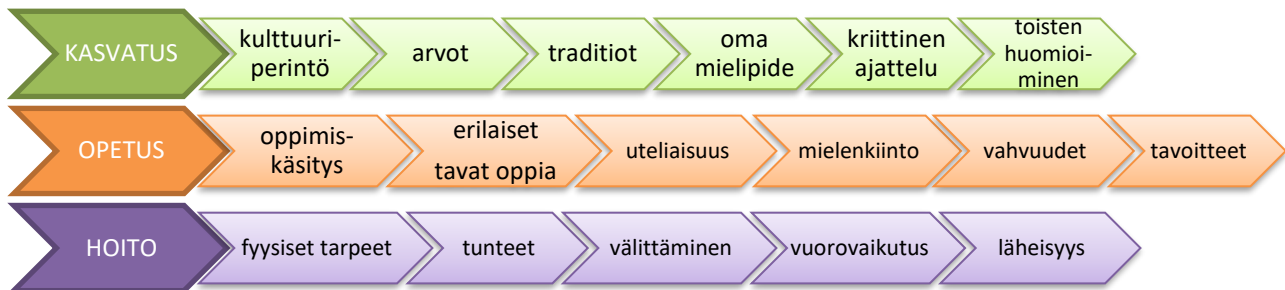 KASVATUS
kulttuuri-
perintö
arvot
traditiot
oma
mielipide
kriittinen
ajattelu
toisten
huomioi-
minen
OPETUS
oppimis-
käsitys
erilaiset
tavat oppia
uteliaisuus
mielenkiinto
vahvuudet
tavoitteet
HOITO
fyysiset tarpeet
tunteet
välittäminen
vuorovaikutus
läheisyys